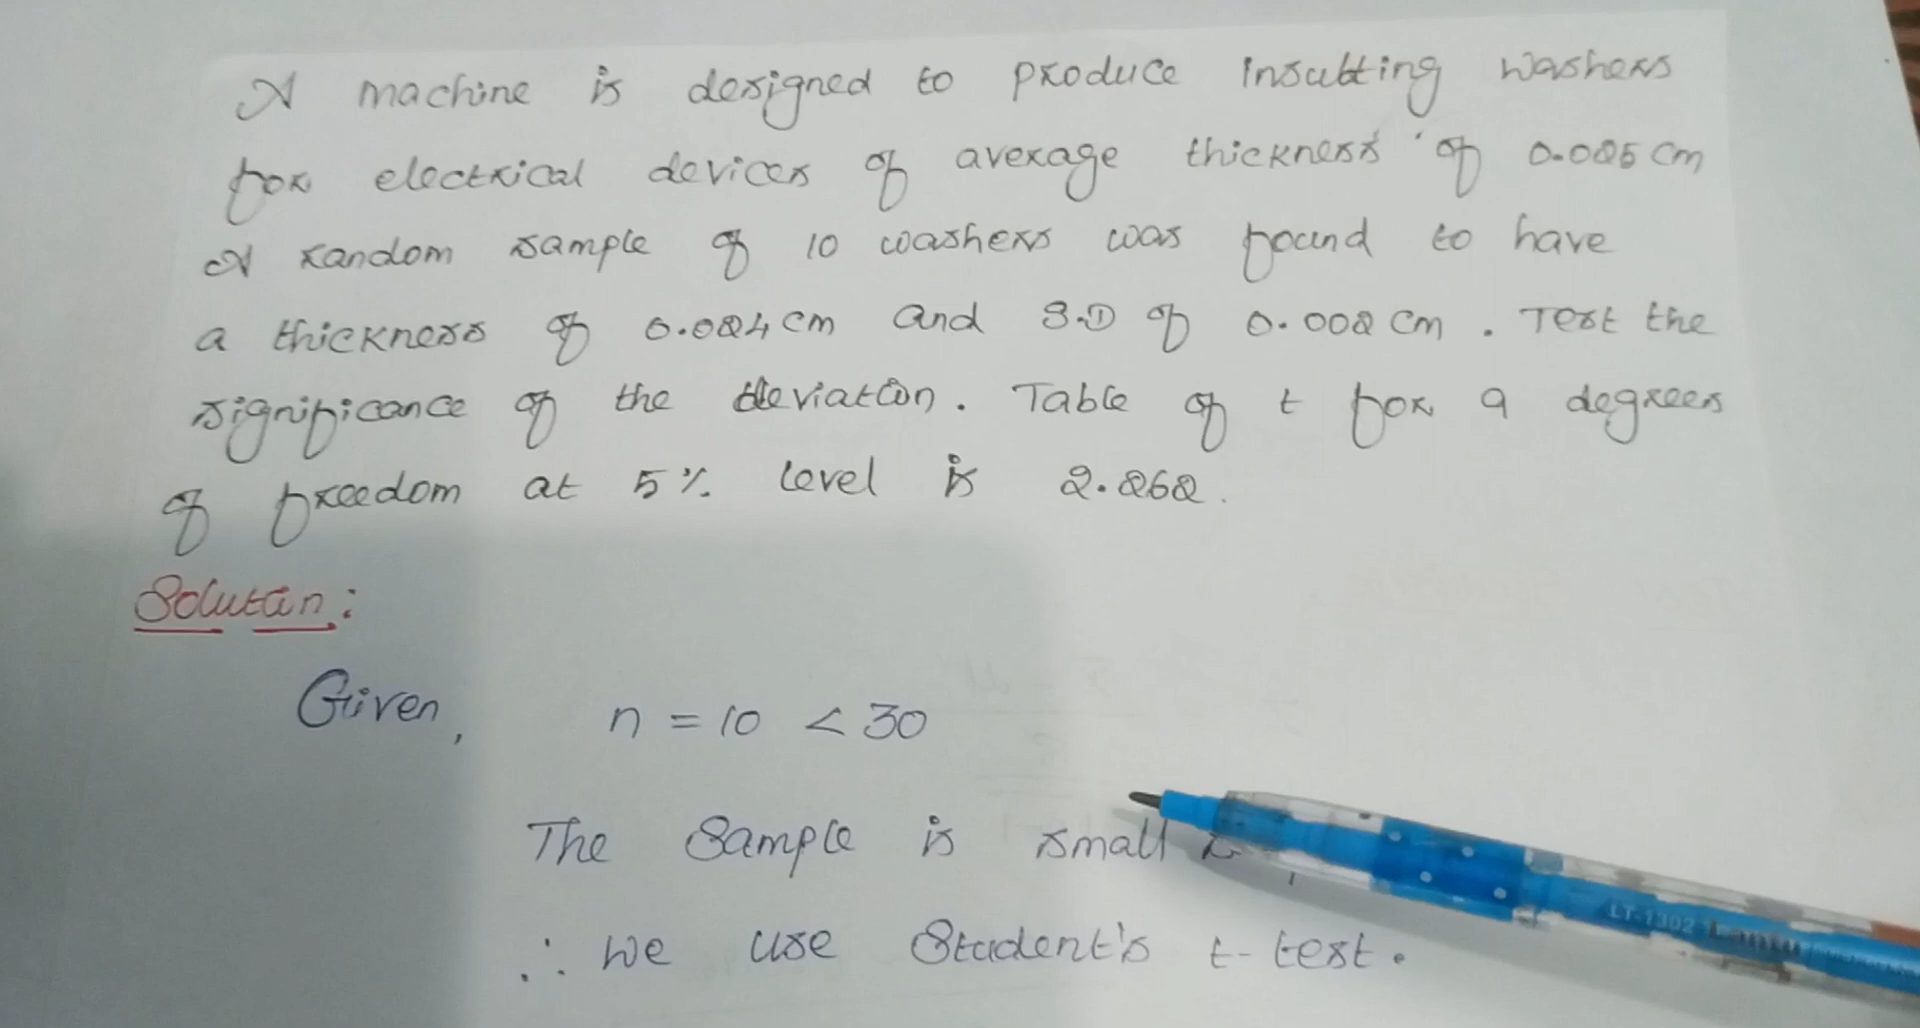 A machine is designed to produce insulting washers
for electrical devices of average thickness of 0.025 cm
A random sample of 10 washers was found to have
a thickness of 0.024 cm and S.D of 0.002 cm . Test the
significance of the deviation. Table of t for 9 degrees
of freedom at 5% level is 2.262.
Solution:
Given, n = 10 < 30
The Sample is small
∴ we use Student's t-test.
LT-1302